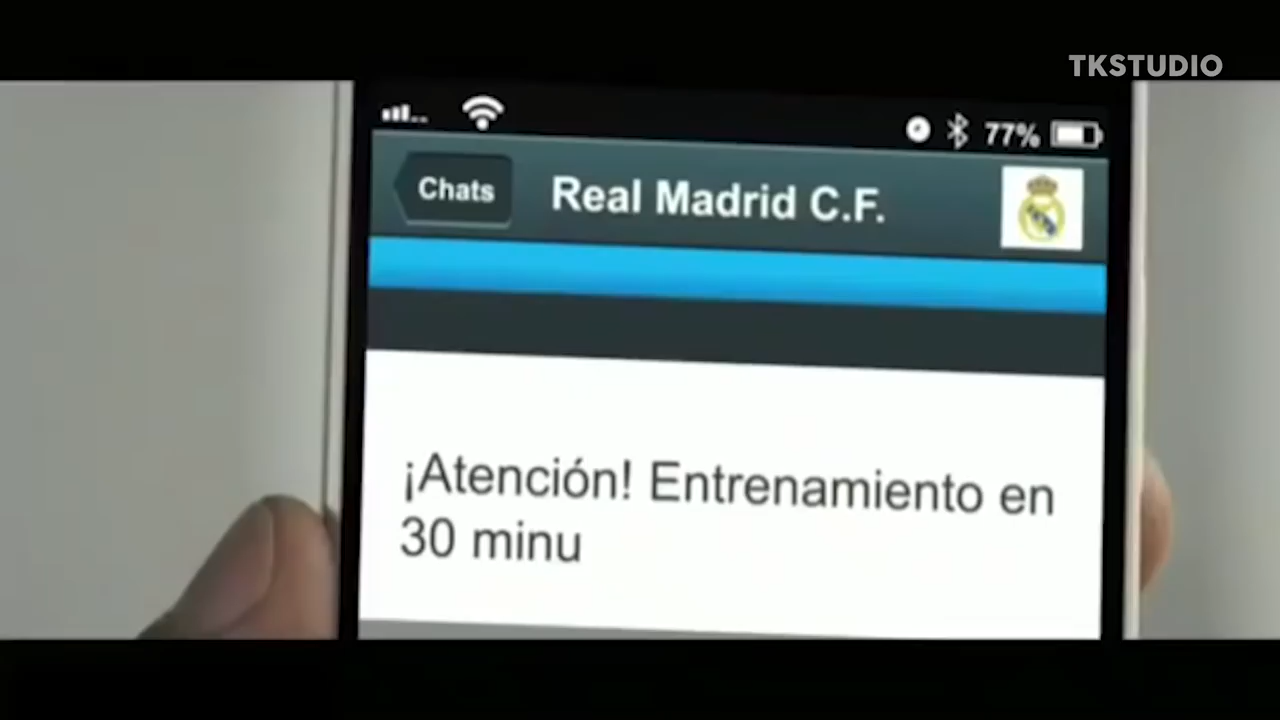 TKSTUDIO
77%
Chats
Real Madrid C.F.
¡Atención! Entrenamiento en
30 minu